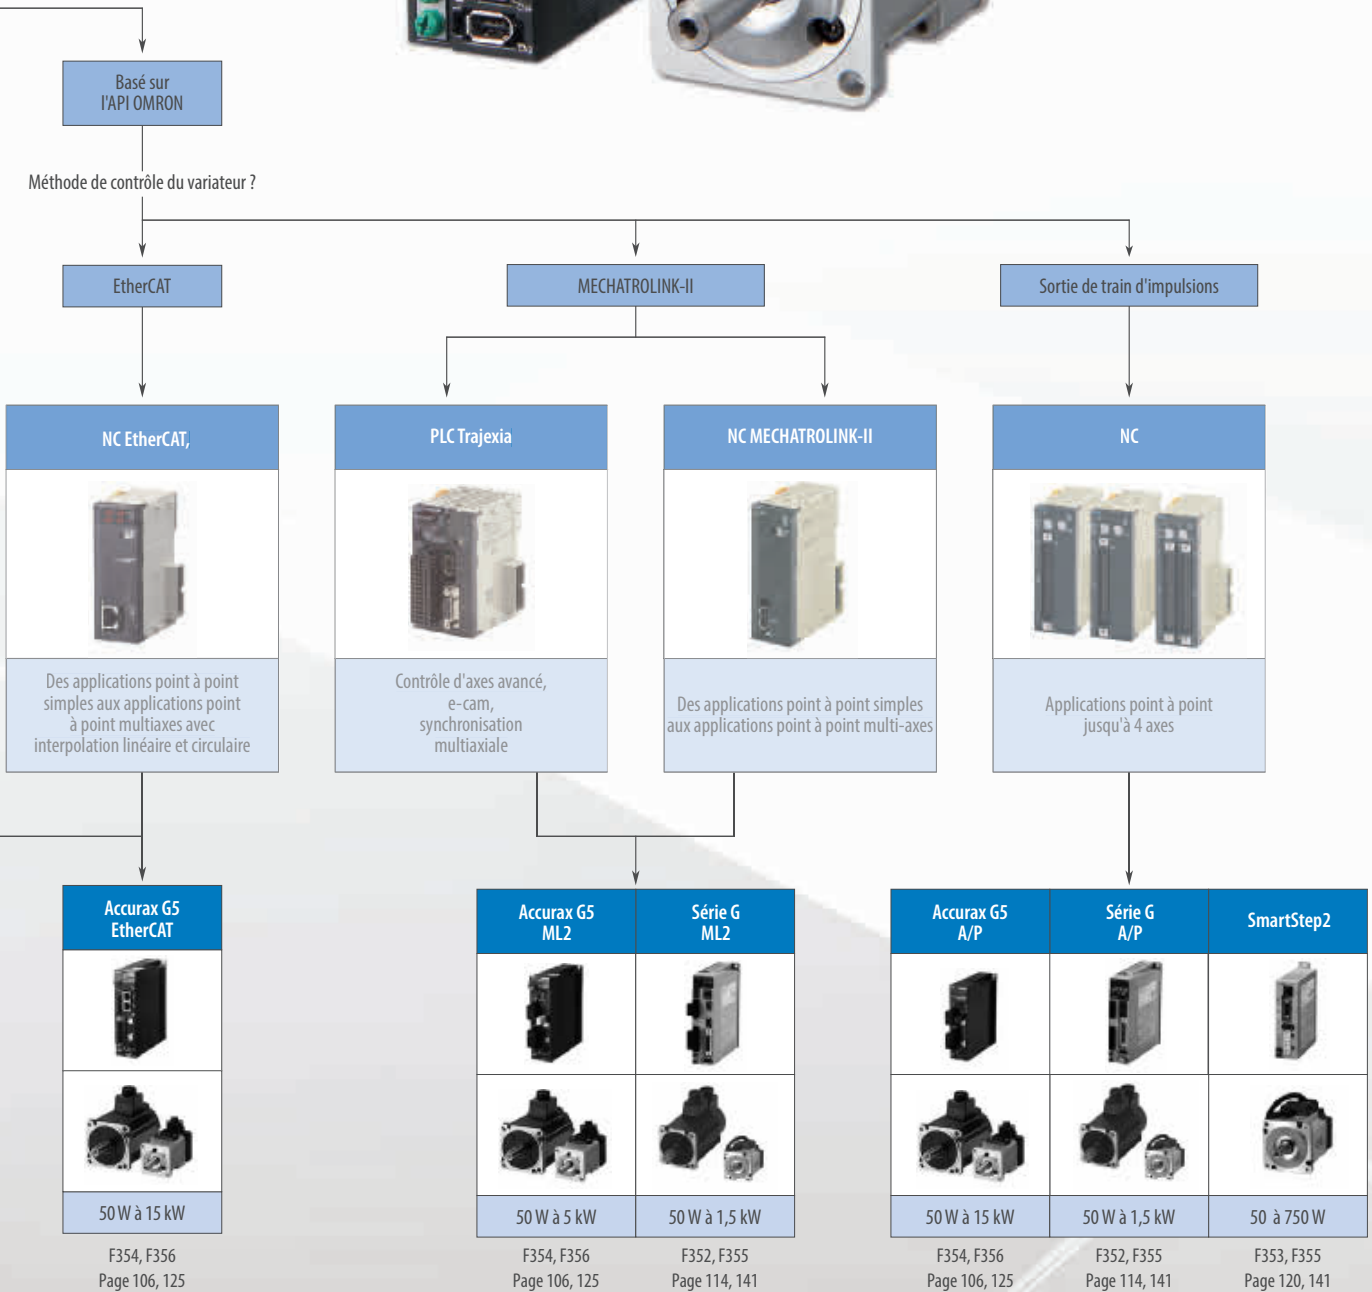 Basé sur
l'API OMRON
Méthode de contrôle du variateur ?
EtherCAT
MECHATROLINK-II
Sortie de train d'impulsions
NC EtherCAT,
PLC Trajexia
NC MECHATROLINK-II
NC
Des applications point à point
simples aux applications point
à point multiaxes avec
interpolation linéaire et circulaire
Contrôle d'axes avancé,
e-cam,
synchronisation
multiaxiale
Des applications point à point simples
aux applications point à point multi-axes
Applications point à point
jusqu'à 4 axes
Accurax G5
EtherCAT
Accurax G5
ML2
Série G
ML2
Accurax G5
A/P
Série G
A/P
SmartStep2
50 W à 15 kW
50 W à 5 kW
50 W à 1,5 kW
50 W à 15 kW
50 W à 1,5 kW
50 à 750 W
F354, F356
Page 106, 125
F354, F356
Page 106, 125
F352, F355
Page 114, 141
F354, F356
Page 106, 125
F352, F355
Page 114, 141
F353, F355
Page 120, 141